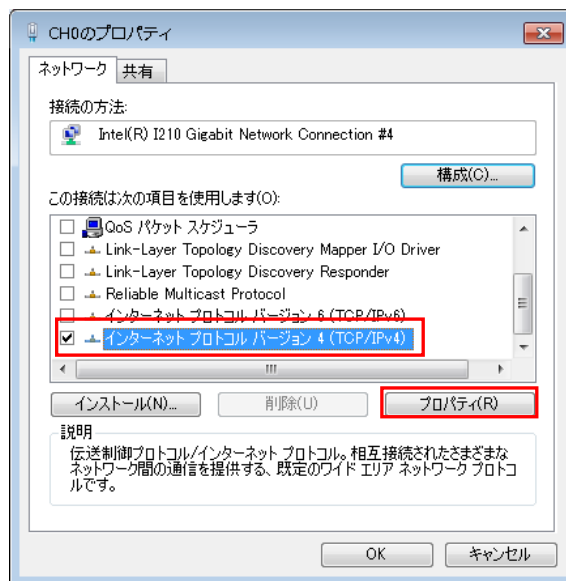 CH0のプロパティ
ネットワーク 共有
接続の方法:
Intel(R) I210 Gigabit Network Connection #4
構成(C)...
この接続は次の項目を使用します(O):
QoS パケット スケジューラ
Link-Layer Topology Discovery Mapper I/O Driver
Link-Layer Topology Discovery Responder
Reliable Multicast Protocol
インターネット プロトコル バージョン 6 (TCP/IPv6)
インターネット プロトコル バージョン 4 (TCP/IPv4)
インストール(N)... 削除(U) プロパティ(R)
説明
伝送制御プロトコル/インターネット プロトコル。相互接続されたさまざまな
ネットワーク間の通信を提供する、既定のワイド エリア ネットワーク プロトコ
ルです。
OK キャンセル